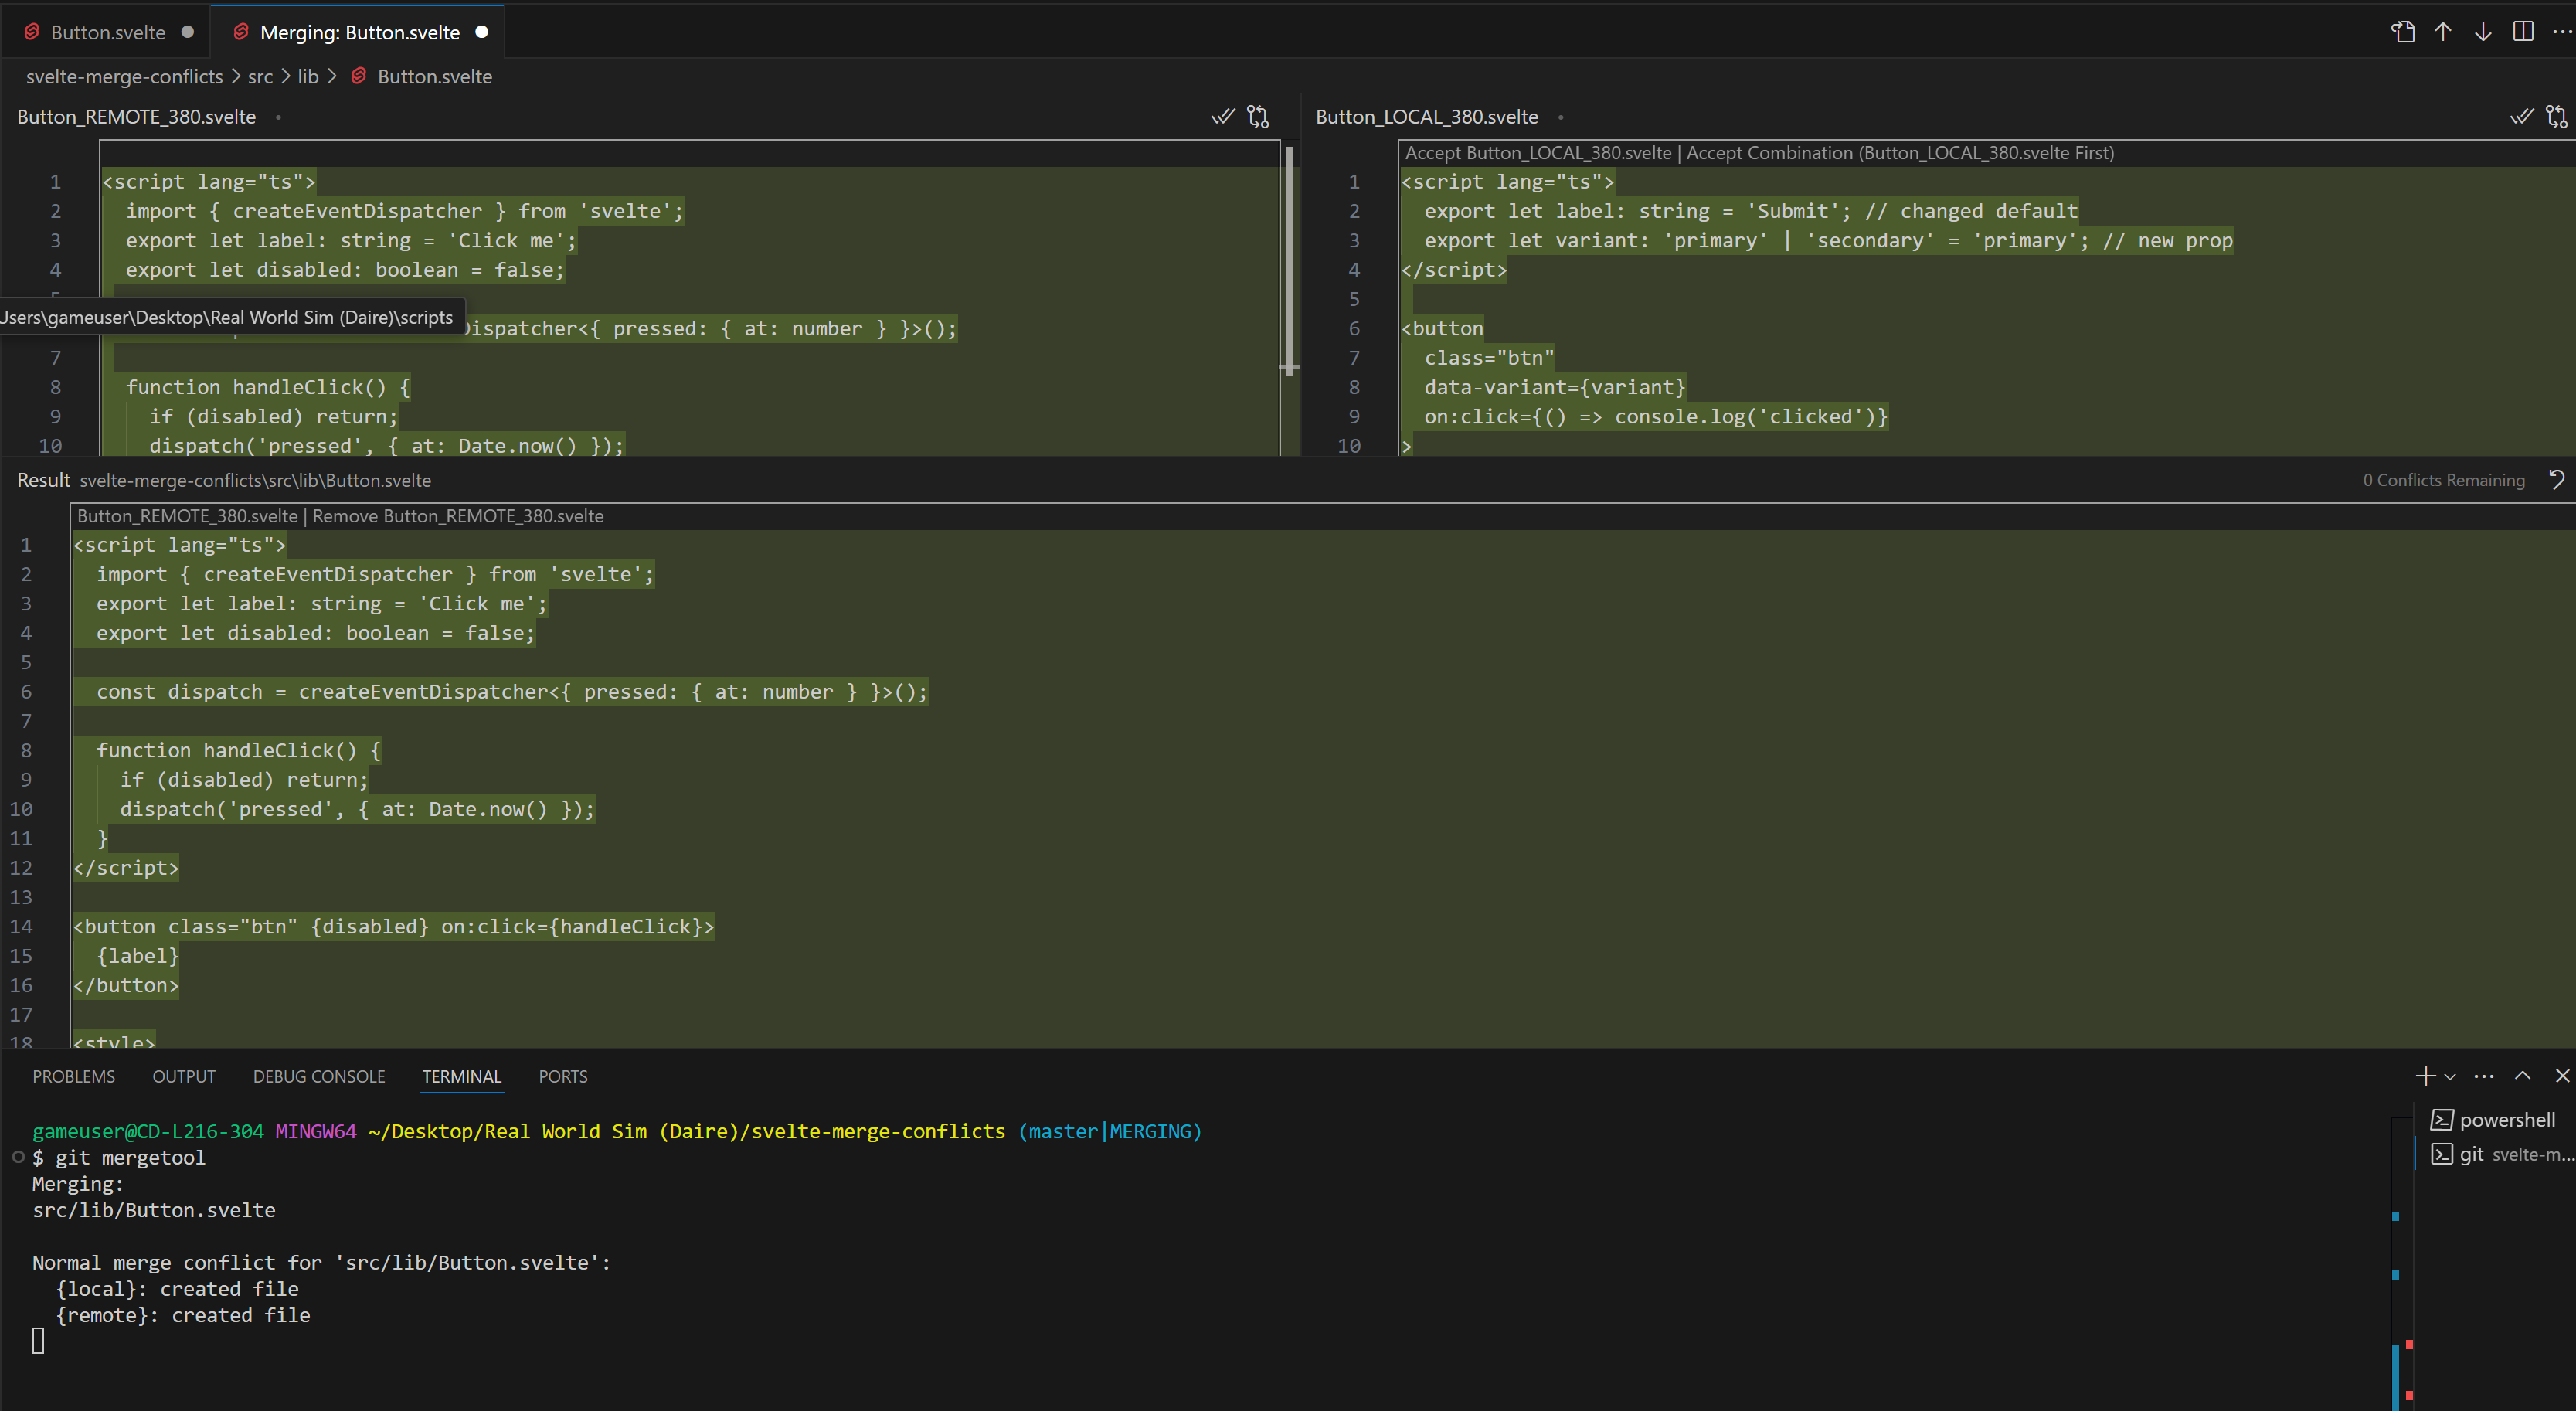 Button.svelte
Merging: Button.svelte
svelte-merge-conflicts > src > lib > Button.svelte
Button_REMOTE_380.svelte
1 <script lang="ts">
2 import { createEventDispatcher } from 'svelte';
3 export let label: string = 'Click me';
4 export let disabled: boolean = false;
Users\gameuser\Desktop\Real World Sim (Daire)\scripts
Dispatcher<{ pressed: { at: number } }>();
7
8 function handleClick() {
9 if (disabled) return;
10 dispatch('pressed', { at: Date.now() });
Button_LOCAL_380.svelte
Accept Button_LOCAL_380.svelte | Accept Combination (Button_LOCAL_380.svelte First)
1 <script lang="ts">
2 export let label: string = 'Submit'; // changed default
3 export let variant: 'primary' | 'secondary' = 'primary'; // new prop
4 </script>
5
6 <button
7 class="btn"
8 data-variant={variant}
9 on:click={() => console.log('clicked')}
10 >
Result svelte-merge-conflicts\src\lib\Button.svelte
0 Conflicts Remaining
Button_REMOTE_380.svelte | Remove Button_REMOTE_380.svelte
1 <script lang="ts">
2 import { createEventDispatcher } from 'svelte';
3 export let label: string = 'Click me';
4 export let disabled: boolean = false;
5
6 const dispatch = createEventDispatcher<{ pressed: { at: number } }>();
7
8 function handleClick() {
9 if (disabled) return;
10 dispatch('pressed', { at: Date.now() });
11 }
12 </script>
13
14 <button class="btn" {disabled} on:click={handleClick}>
15 {label}
16 </button>
17
18 <style>
PROBLEMS OUTPUT DEBUG CONSOLE TERMINAL PORTS
gameuser@CD-L216-304 MINGW64 ~/Desktop/Real World Sim (Daire)/svelte-merge-conflicts (master|MERGING)
$ git mergetool
Merging:
src/lib/Button.svelte
Normal merge conflict for 'src/lib/Button.svelte':
{local}: created file
{remote}: created file
powershell
git svelte-m...